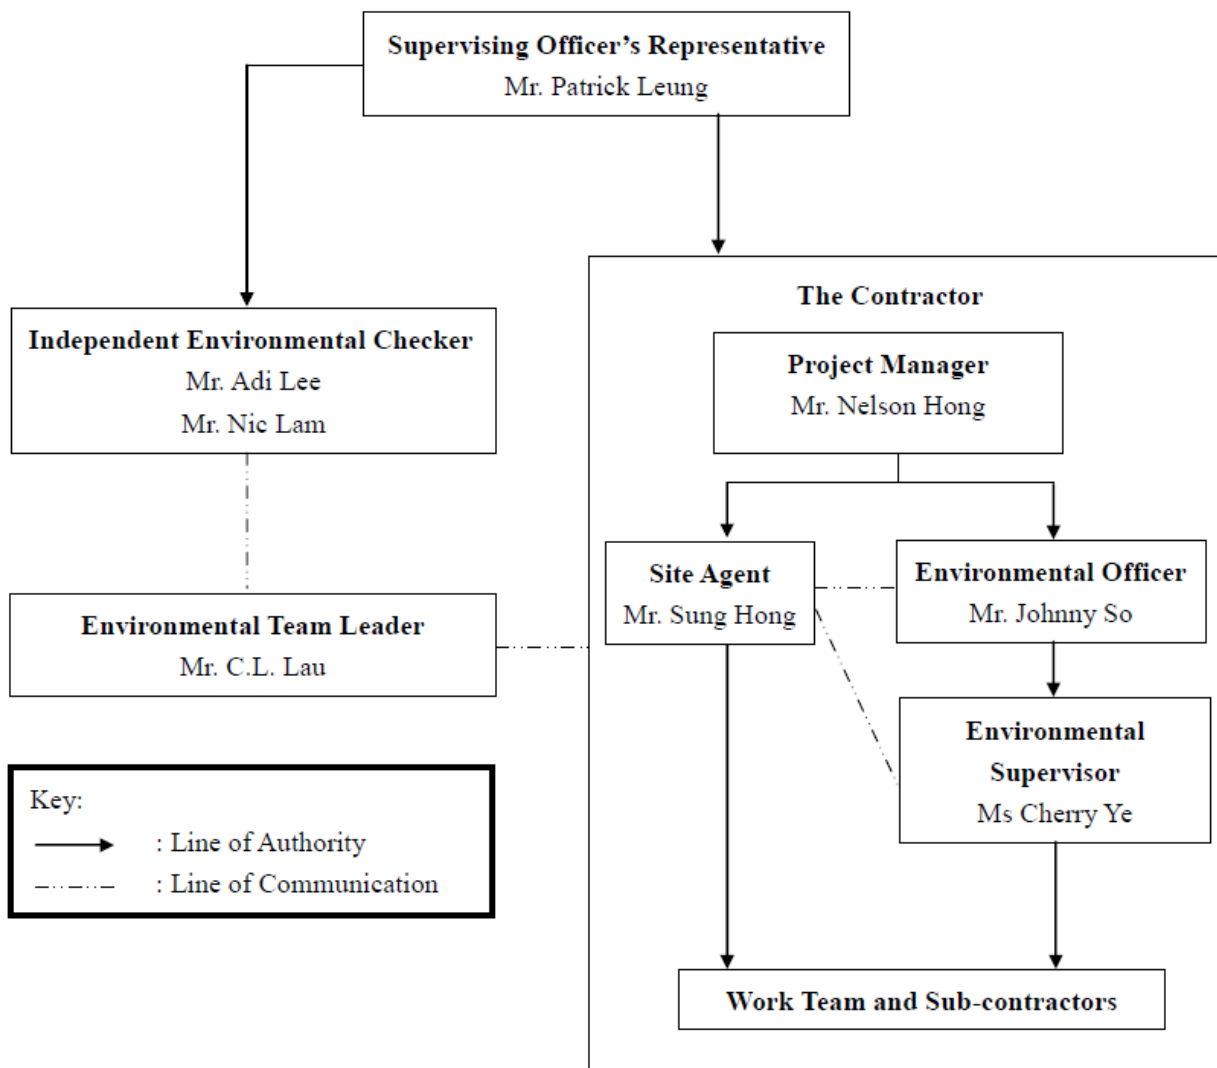 Supervising Officer’s Representative
Mr. Patrick Leung
The Contractor
Independent Environmental Checker
Mr. Adi Lee
Mr. Nic Lam
Project Manager
Mr. Nelson Hong
Site Agent
Mr. Sung Hong
Environmental Officer
Mr. Johnny So
Environmental Team Leader
Mr. C.L. Lau
Environmental
Supervisor
Ms Cherry Ye
Key:
: Line of Authority
: Line of Communication
Work Team and Sub-contractors